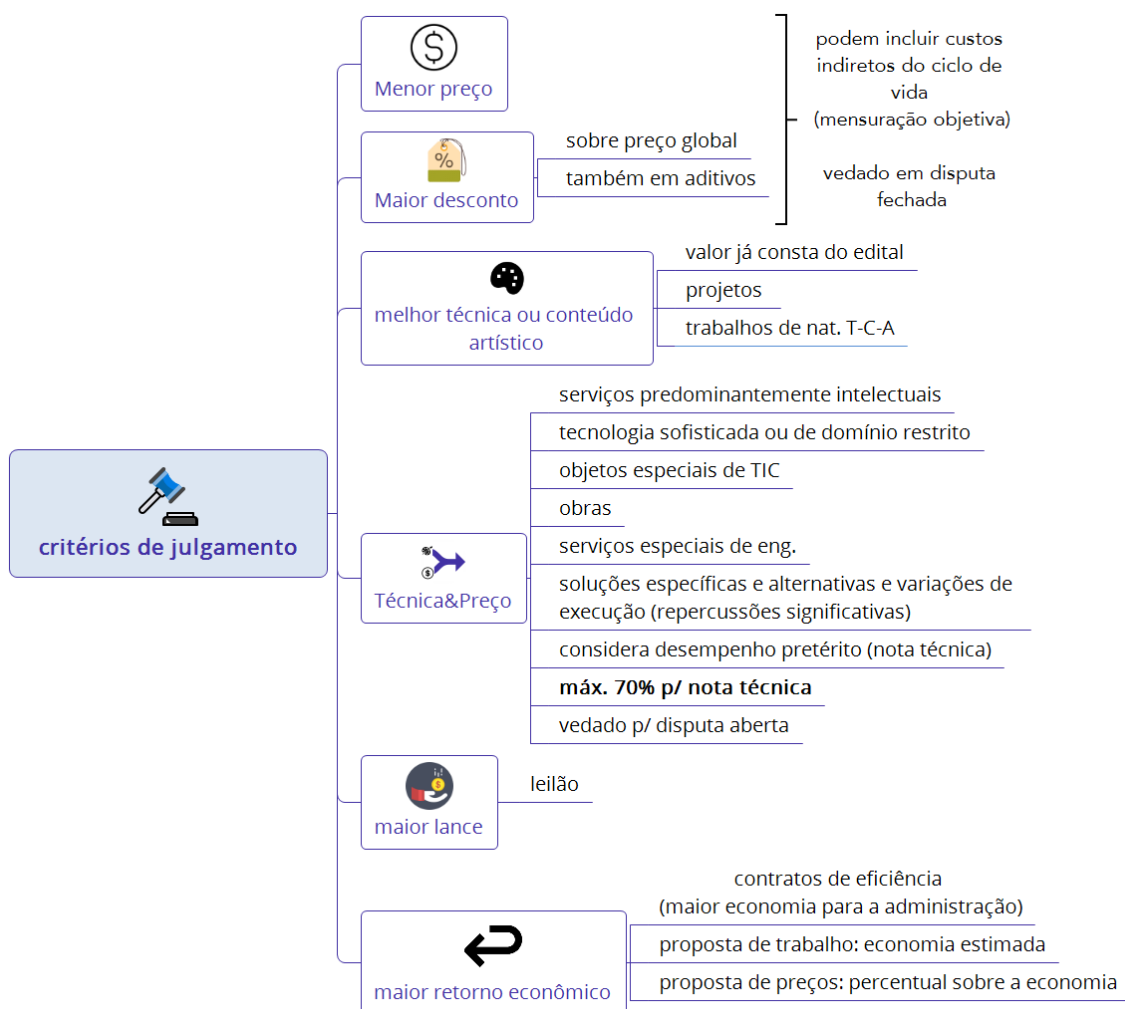 critérios de julgamento
$
Menor preço
%
Maior desconto
sobre preço global
também em aditivos
podem incluir custos
indiretos do ciclo de
vida
(mensuração objetiva)
vedado em disputa
fechada
melhor técnica ou conteúdo
artístico
valor já consta do edital
projetos
trabalhos de nat. T-C-A
Técnica&Preço
serviços predominantemente intelectuais
tecnologia sofisticada ou de domínio restrito
objetos especiais de TIC
obras
serviços especiais de eng.
soluções específicas e alternativas e variações de
execução (repercussões significativas)
considera desempenho pretérito (nota técnica)
máx. 70% p/ nota técnica
vedado p/ disputa aberta
maior lance
leilão
maior retorno econômico
contratos de eficiência
(maior economia para a administração)
proposta de trabalho: economia estimada
proposta de preços: percentual sobre a economia